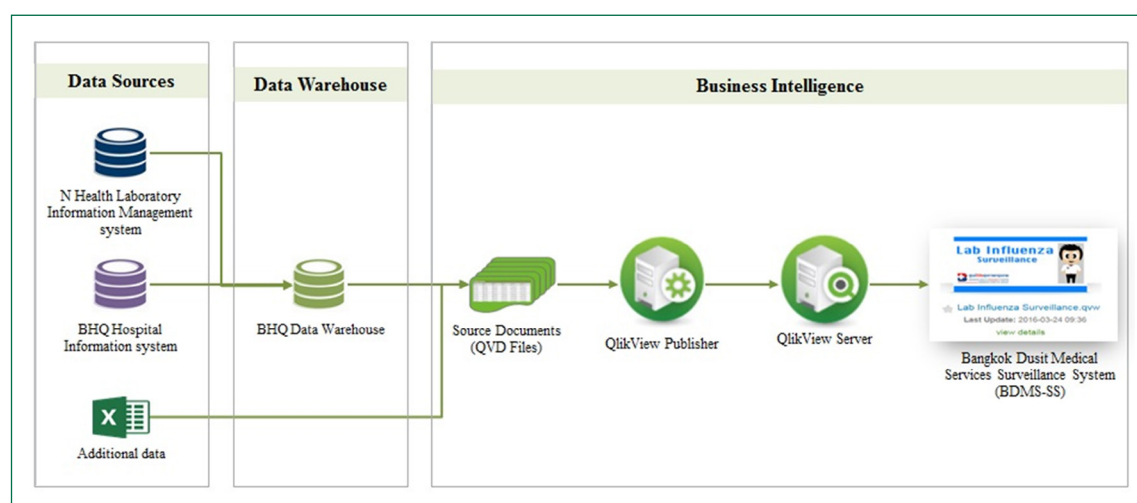 Data Sources
Data Warehouse
Business Intelligence
N Health Laboratory
Information Management
system
BHQ Hospital
Information system
X
Additional data
BHQ Data Warehouse
Source Documents
(QVD Files)
QlikView Publisher
QlikView Server
Lab Influenza
Surveillance
Lab Influenza Surveillance.qvw
Last Update: 2016-03-24 09:36
view details
Bangkok Dusit Medical
Services Surveillance System
(BDMS-SS)